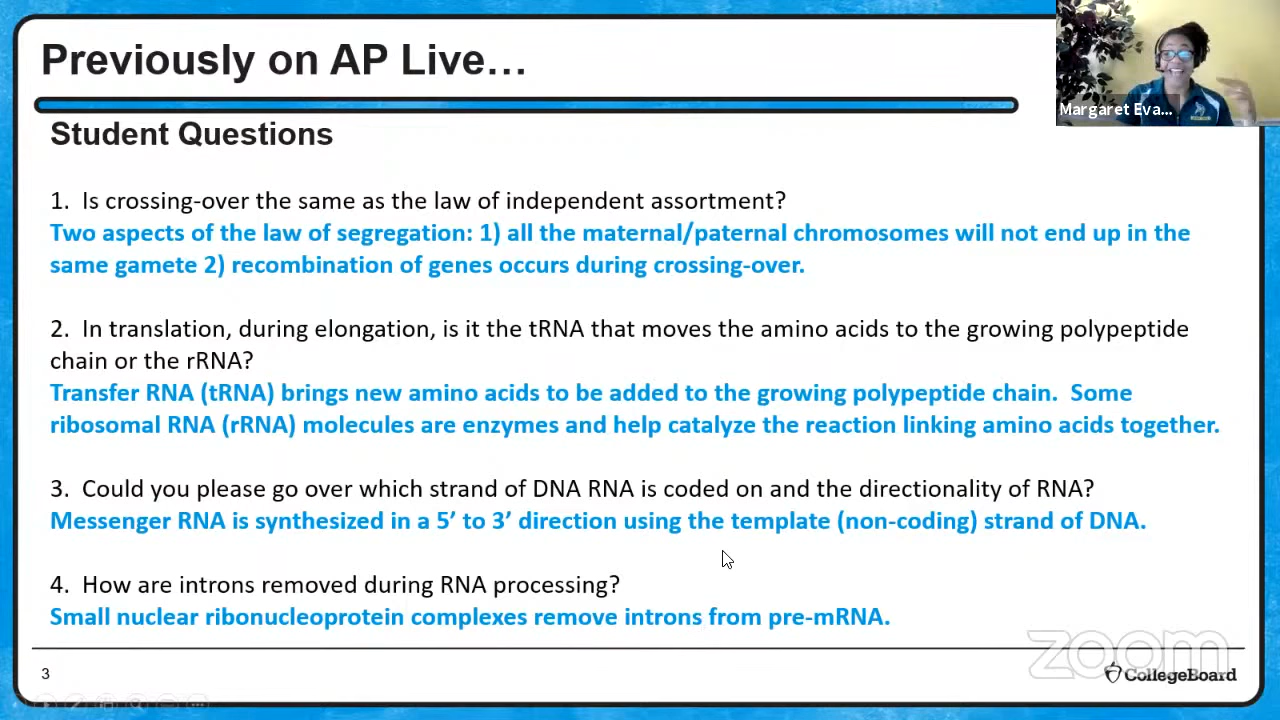 Previously on AP Live…
Margaret Eva...
Student Questions
1. Is crossing-over the same as the law of independent assortment?
Two aspects of the law of segregation: 1) all the maternal/paternal chromosomes will not end up in the
same gamete 2) recombination of genes occurs during crossing-over.
2. In translation, during elongation, is it the tRNA that moves the amino acids to the growing polypeptide
chain or the rRNA?
Transfer RNA (tRNA) brings new amino acids to be added to the growing polypeptide chain. Some
ribosomal RNA (rRNA) molecules are enzymes and help catalyze the reaction linking amino acids together.
3. Could you please go over which strand of DNA RNA is coded on and the directionality of RNA?
Messenger RNA is synthesized in a 5’ to 3’ direction using the template (non-coding) strand of DNA.
4. How are introns removed during RNA processing?
Small nuclear ribonucleoprotein complexes remove introns from pre-mRNA.
zoom
3
CollegeBoard